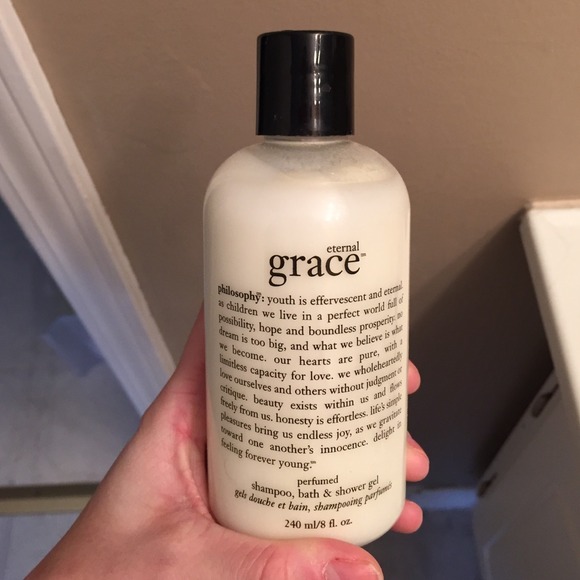 eternal
grace™
philosophy®: youth is effervescent and eternal.
as children we live in a perfect world full of
possibility, hope and boundless prosperity. no
dream is too big, and what we believe is what
we become. our hearts are pure, with a
limitless capacity for love. we wholeheartedly
love ourselves and others without judgment or
critique. beauty exists within us and flows
freely from us. honesty is effortless. life's simple
pleasures bring us endless joy, as we gravitate
toward one another's innocence. delight in
feeling forever young.™
perfumed
shampoo, bath & shower gel
gels douche et bain, shampooing parfumés
240 ml/8 fl. oz.